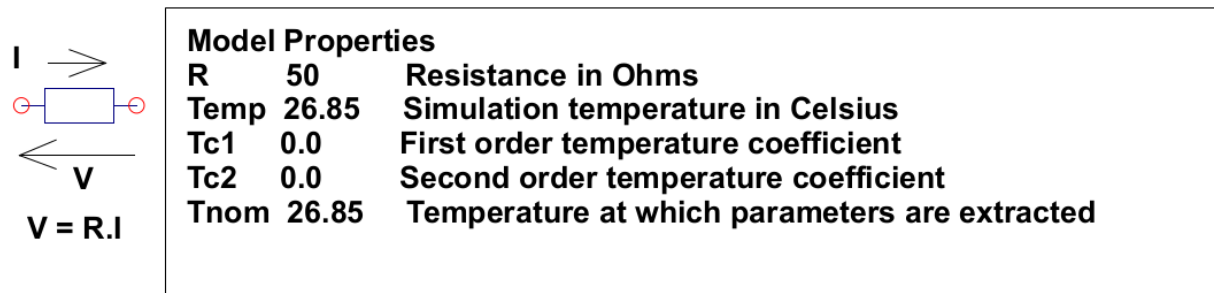 I
V
V = R.I
Model Properties
R 50 Resistance in Ohms
Temp 26.85 Simulation temperature in Celsius
Tc1 0.0 First order temperature coefficient
Tc2 0.0 Second order temperature coefficient
Tnom 26.85 Temperature at which parameters are extracted